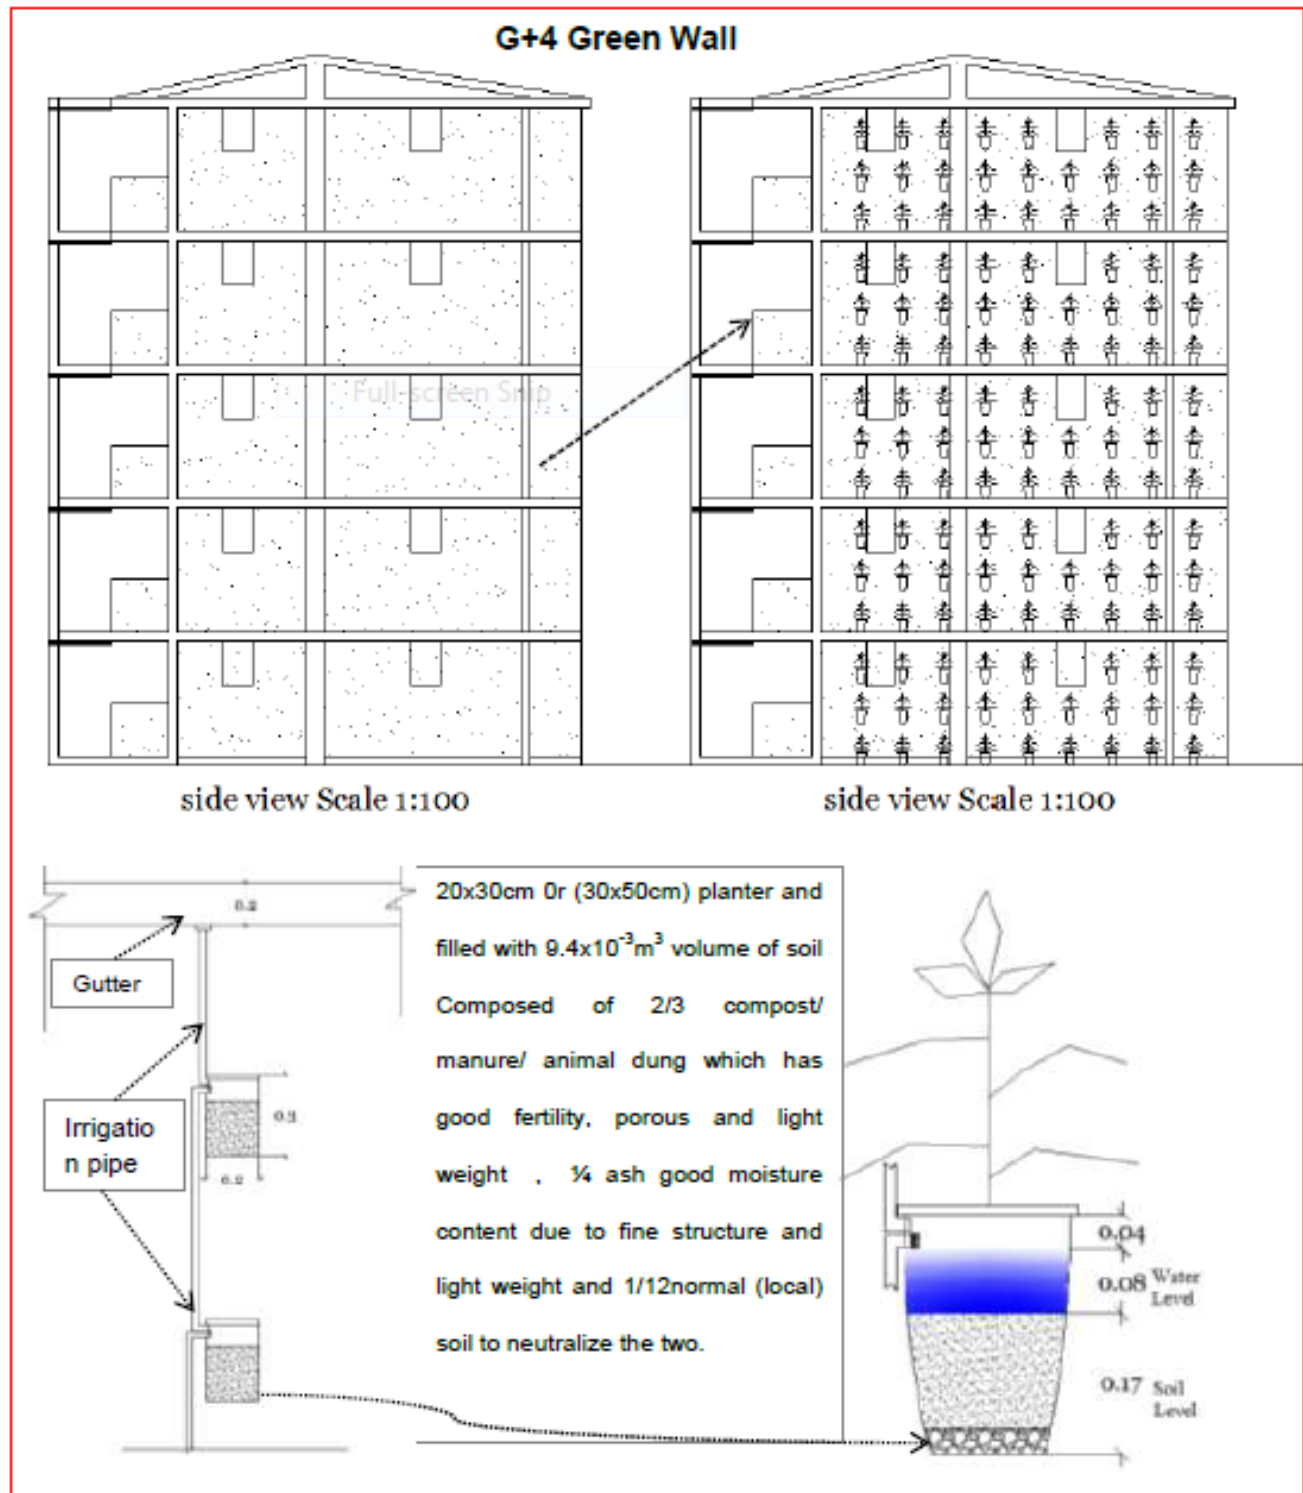 G+4 Green Wall
Full-screen Snip
side view Scale 1:100
side view Scale 1:100
0.2
Gutter
Irrigatio
n pipe
0.3
0.2
20x30cm 0r (30x50cm) planter and
filled with 9.4x10⁻³m³ volume of soil
Composed of 2/3 compost/
manure/ animal dung which has
good fertility, porous and light
weight , ¼ ash good moisture
content due to fine structure and
light weight and 1/12normal (local)
soil to neutralize the two.
0.04
0.08 Water
Level
0.17 Soil
Level